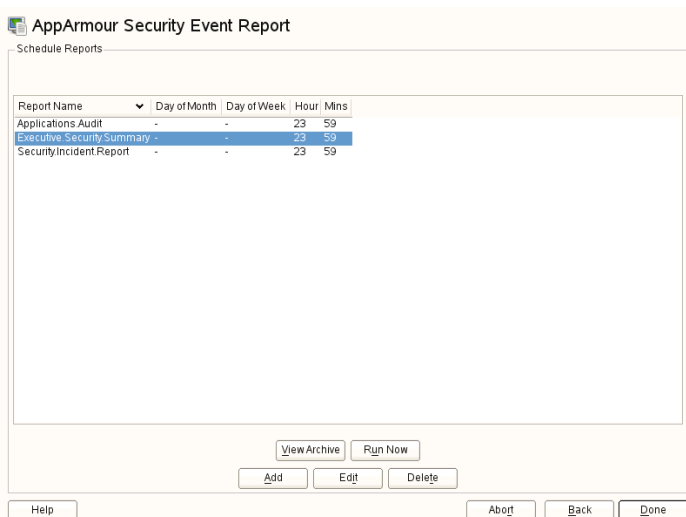 AppArmour Security Event Report
Schedule Reports
Report Name Day of Month Day of Week Hour Mins
Applications.Audit - - 23 59
Executive.Security.Summary - - 23 59
Security.Incident.Report - - 23 59
View Archive Run Now
Add Edit Delete
Help Abort Back Done